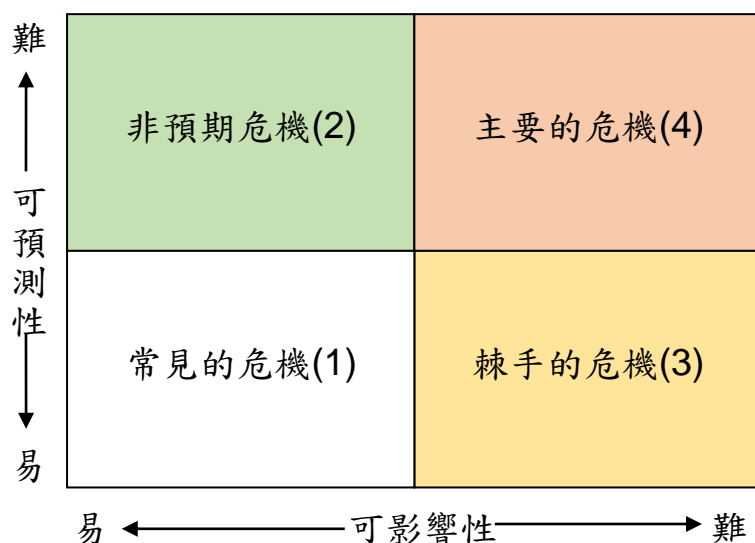 難
非預期危機(2)
主要的危機(4)
可預測性
常見的危機(1)
棘手的危機(3)
易
易
可影響性
難